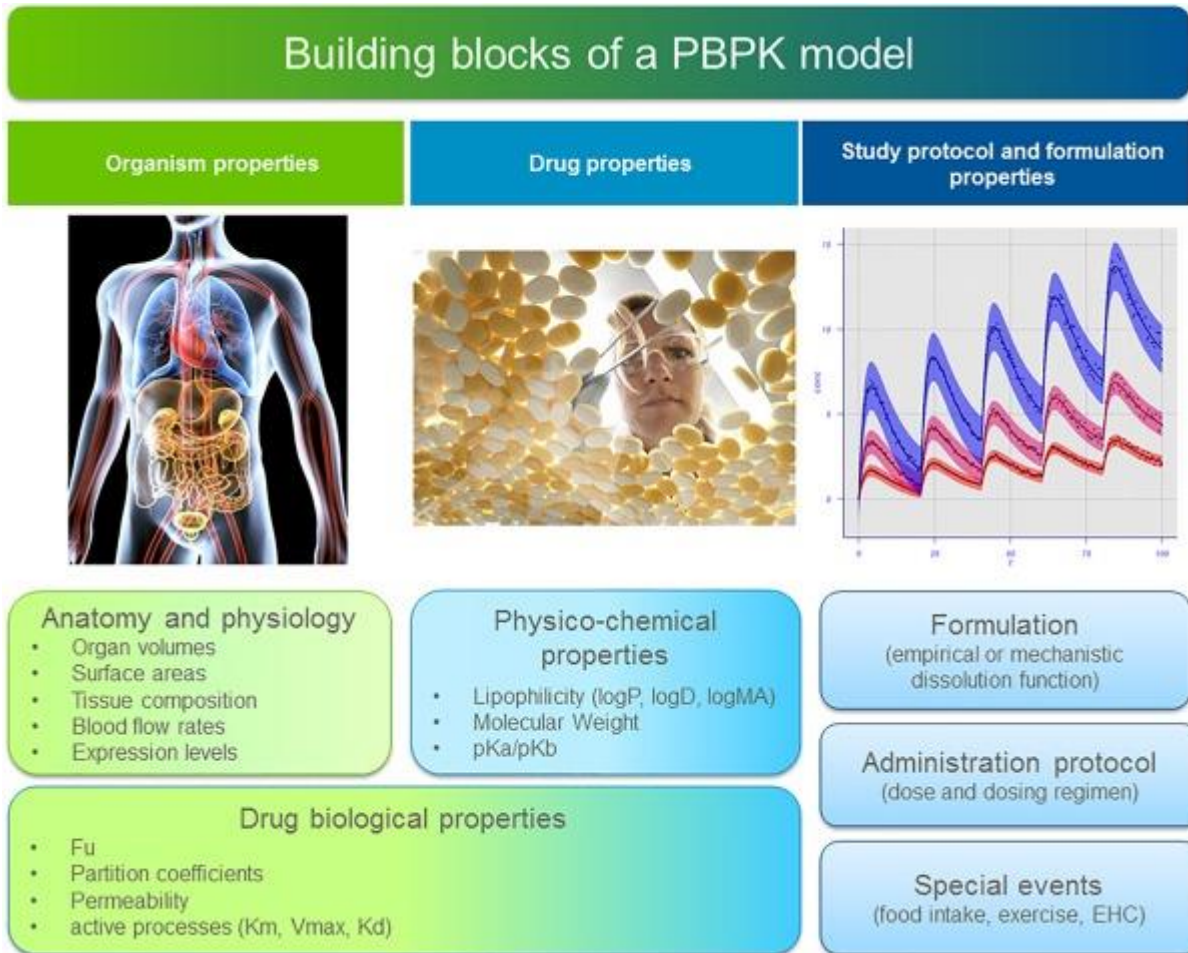 Building blocks of a PBPK model
Organism properties
Drug properties
Study protocol and formulation
properties
conc
0
100
Anatomy and physiology
• Organ volumes
• Surface areas
• Tissue composition
• Blood flow rates
• Expression levels
Physico-chemical
properties
• Lipophilicity (logP, logD, logMA)
• Molecular Weight
• pKa/pKb
Drug biological properties
• Fu
• Partition coefficients
• Permeability
• active processes (Km, Vmax, Kd)
Formulation
(empirical or mechanistic
dissolution function)
Administration protocol
(dose and dosing regimen)
Special events
(food intake, exercise, EHC)